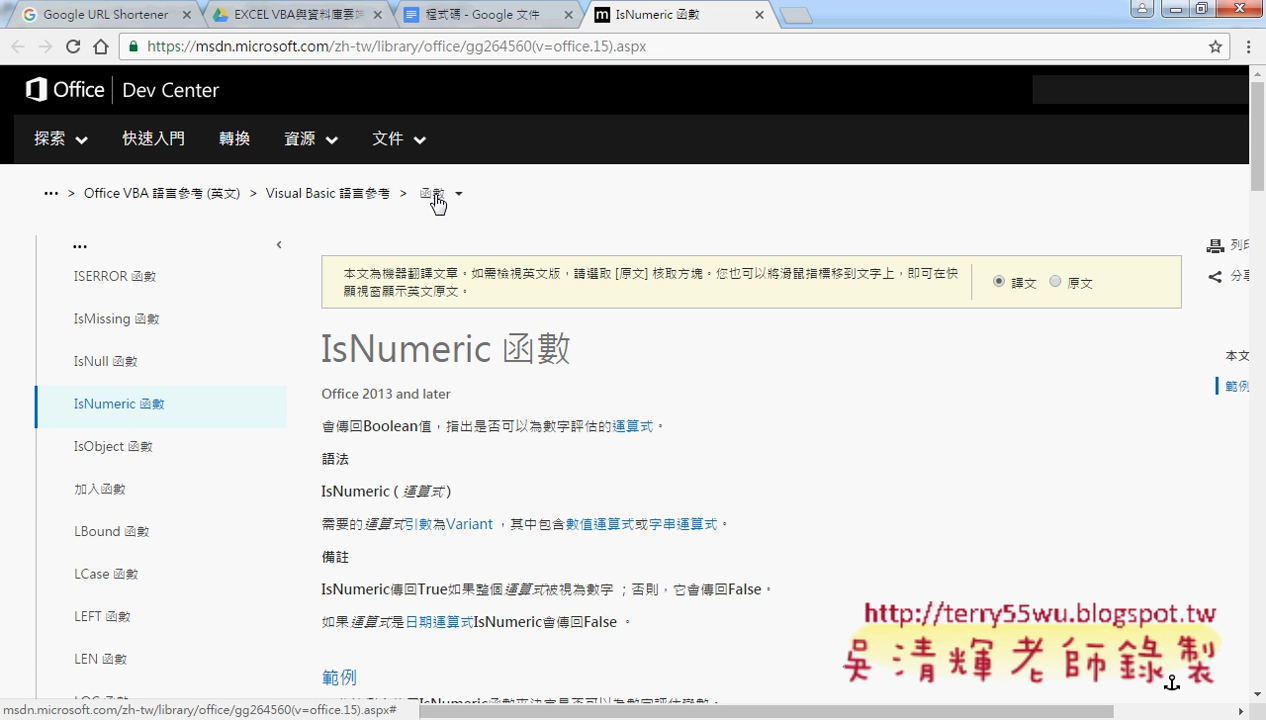 Google URL Shortener
EXCEL VBA與資料庫雲端
程式碼 - Google 文件
IsNumeric 函數
https://msdn.microsoft.com/zh-tw/library/office/gg264560(v=office.15).aspx
Office Dev Center
探索 快速入門 轉換 資源 文件
••• > Office VBA 語言參考 (英文) > Visual Basic 語言參考 > 函數
•••
ISERROR 函數
IsMissing 函數
IsNull 函數
IsNumeric 函數
IsObject 函數
加入函數
LBound 函數
LCase 函數
LEFT 函數
LEN 函數
本文為機器翻譯文章。如需檢視英文版，請選取 [原文] 核取方塊。您也可以將滑鼠指標移到文字上，即可在快
顯視窗顯示英文原文。
譯文 原文
IsNumeric 函數
Office 2013 and later
會傳回Boolean值，指出是否可以為數字評估的運算式。
語法
IsNumeric ( 運算式 )
需要的運算式引數為Variant ，其中包含數值運算式或字串運算式。
備註
IsNumeric傳回True如果整個運算式被視為數字 ；否則，它會傳回False。
如果運算式是日期運算式IsNumeric會傳回False 。
範例
列印
分享
本文
範例
http://terry55wu.blogspot.tw
吳清輝老師錄製
msdn.microsoft.com/zh-tw/library/office/gg264560(v=office.15).aspx#